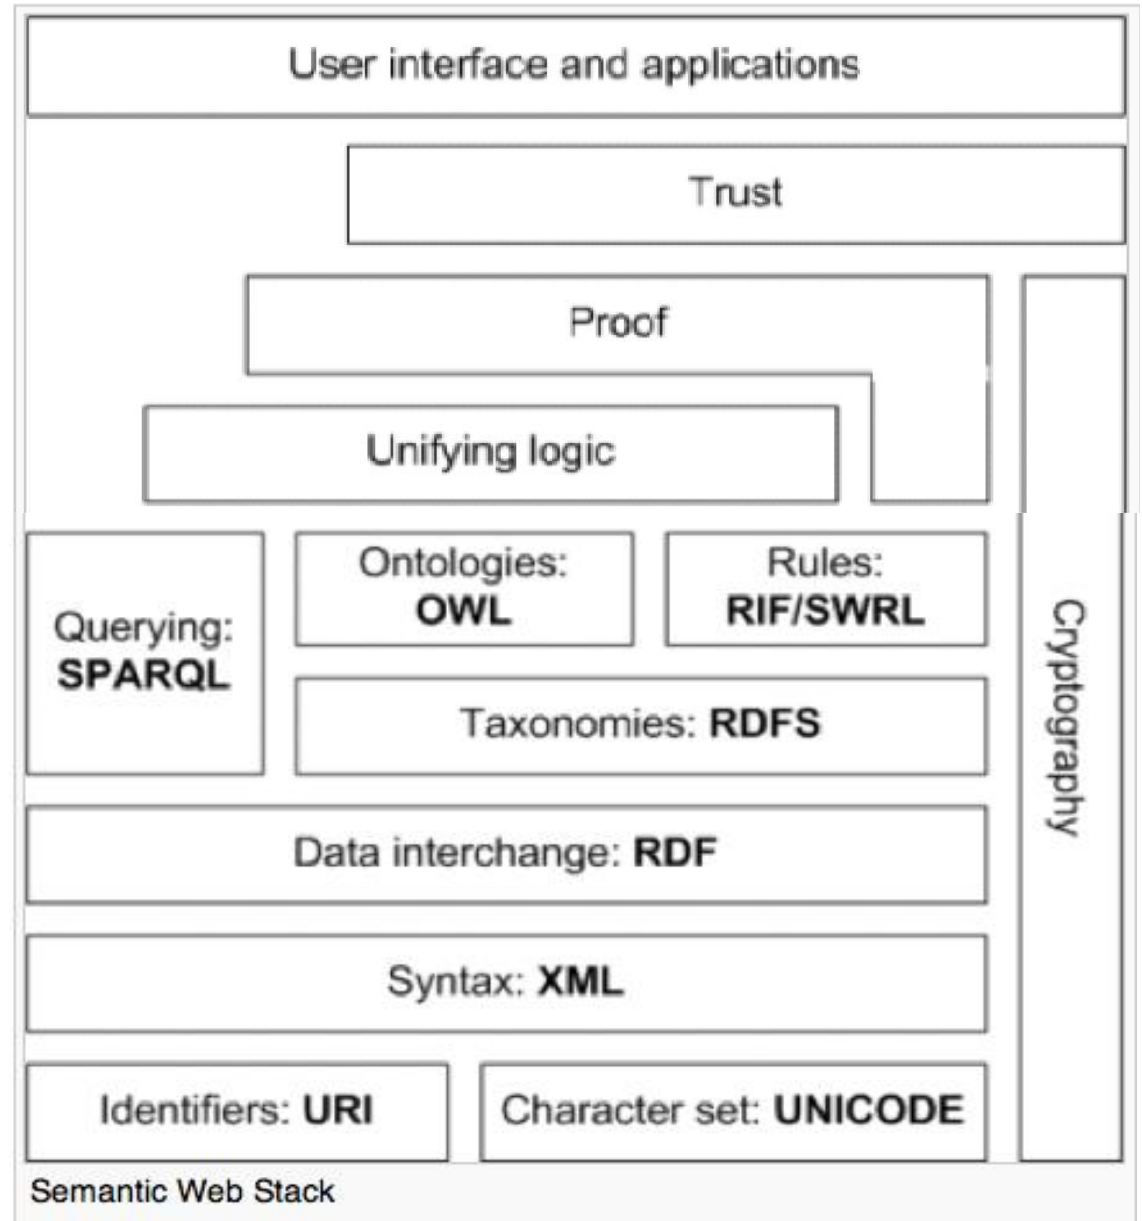 User interface and applications
Trust
Proof
Unifying logic
Ontologies:
OWL
Rules:
RIF/SWRL
Querying:
SPARQL
Taxonomies: RDFS
Cryptography
Data interchange: RDF
Syntax: XML
Identifiers: URI
Character set: UNICODE
Semantic Web Stack